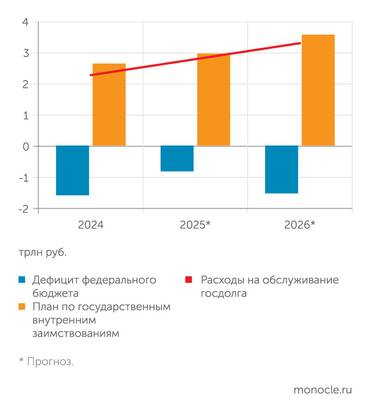 4
3
2
1
0
-1
-2
2024 2025* 2026*
трлн руб.
Дефицит федерального
бюджета
План по государственным
внутренним
заимствованиям
Расходы на обслуживание
госдолга
* Прогноз.
monocle.ru